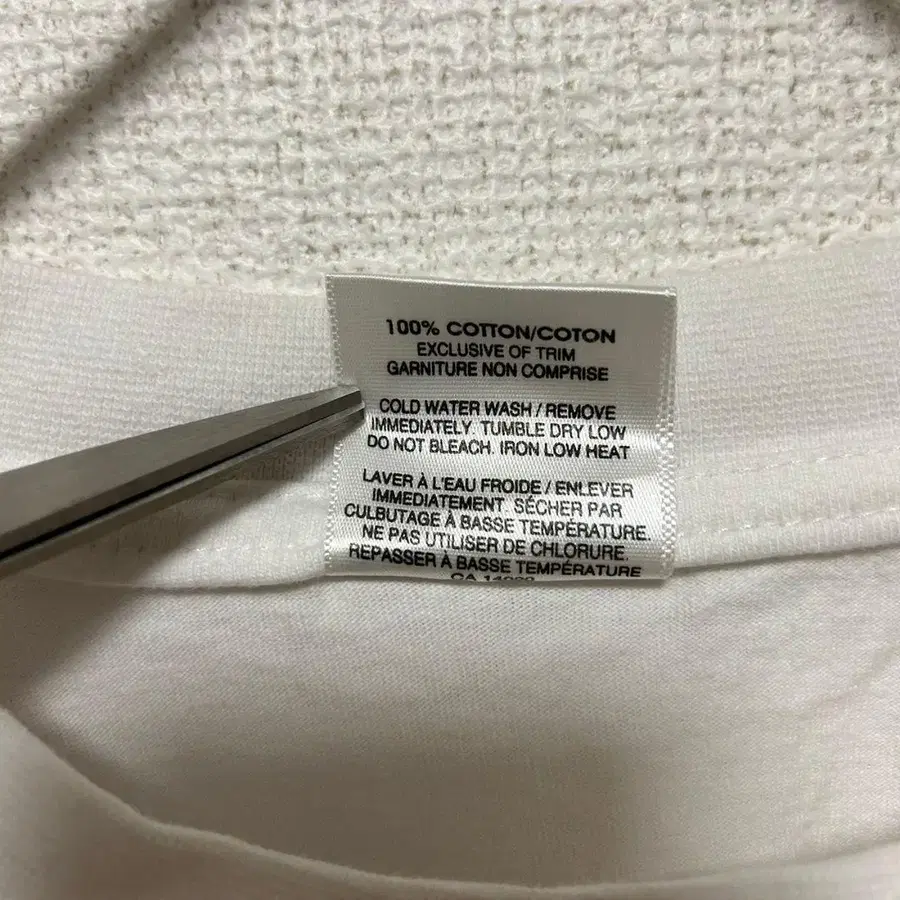 100% COTTON/COTON
EXCLUSIVE OF TRIM
GARNITURE NON COMPRISE
COLD WATER WASH / REMOVE
IMMEDIATELY. TUMBLE DRY LOW
DO NOT BLEACH. IRON LOW HEAT
LAVER À L'EAU FROIDE / ENLEVER
IMMEDIATEMENT. SÉCHER PAR
CULBUTAGE À BASSE TEMPÉRATURE.
NE PAS UTILISER DE CHLORURE.
REPASSER À BASSE TEMPÉRATURE
CA